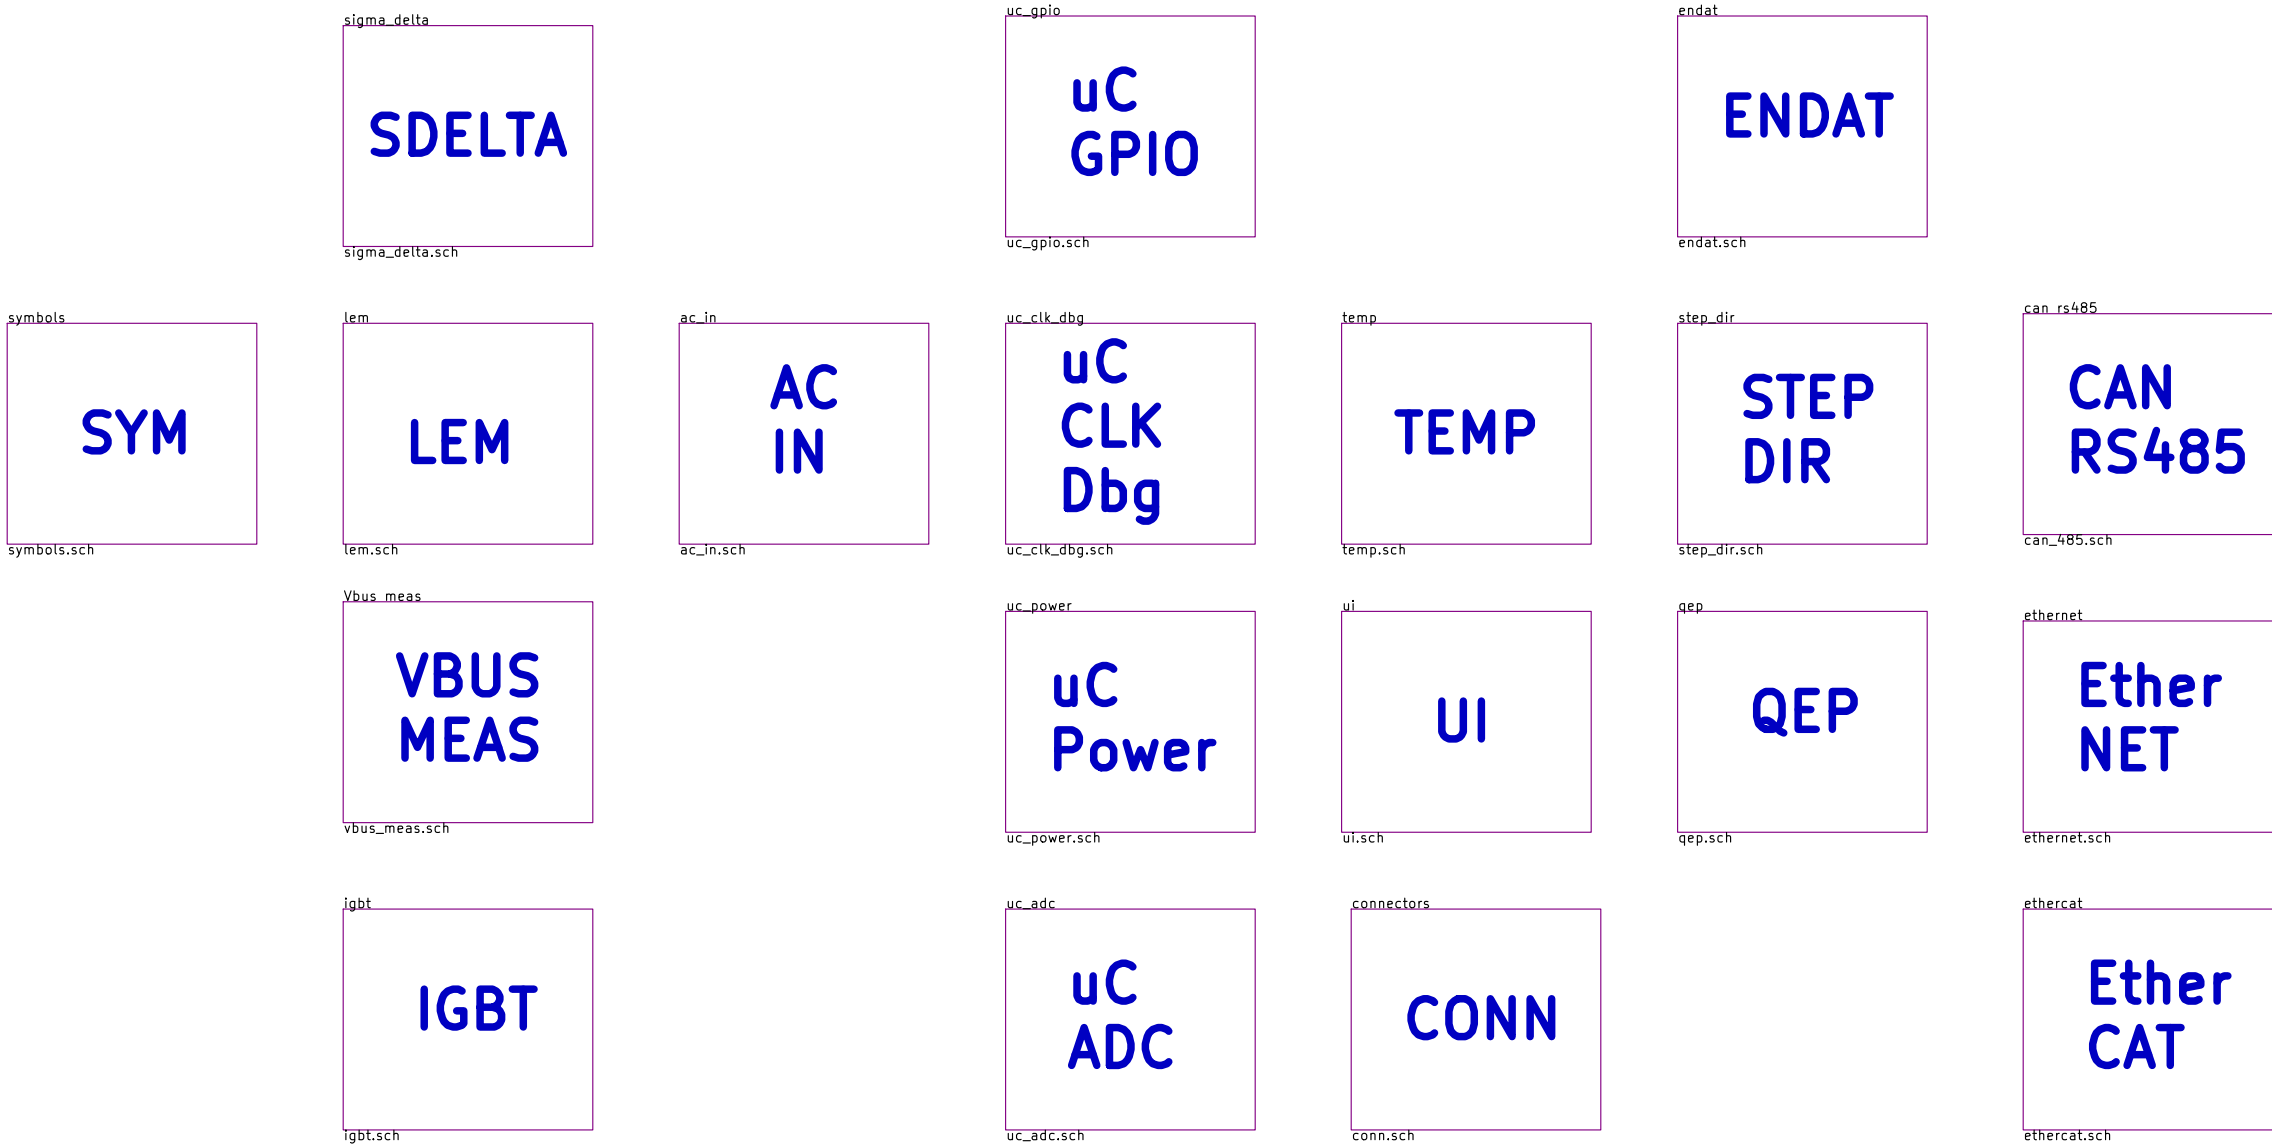 sigma_delta
SDELTA
sigma_delta.sch
uc_gpio
uC
GPIO
uc_gpio.sch
endat
ENDAT
endat.sch
symbols
SYM
symbols.sch
lem
LEM
lem.sch
ac_in
AC
IN
ac_in.sch
uc_clk_dbg
uC
CLK
Dbg
uc_clk_dbg.sch
temp
TEMP
temp.sch
step_dir
STEP
DIR
step_dir.sch
can_rs485
CAN
RS485
can_485.sch
Vbus_meas
VBUS
MEAS
vbus_meas.sch
uc_power
uC
Power
uc_power.sch
ui
UI
ui.sch
qep
QEP
qep.sch
ethernet
Ether
NET
ethernet.sch
igbt
IGBT
igbt.sch
uc_adc
uC
ADC
uc_adc.sch
connectors
CONN
conn.sch
ethercat
Ether
CAT
ethercat.sch